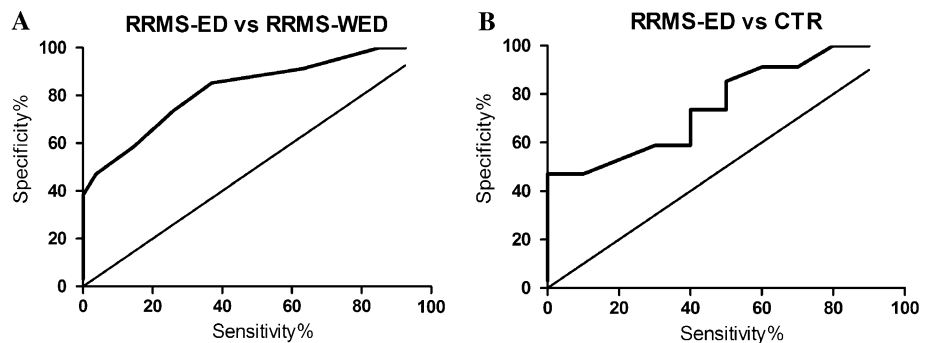 A
RRMS-ED vs RRMS-WED
100
80
60
40
20
0
Specificity%
0 20 40 60 80 100
Sensitivity%
B
RRMS-ED vs CTR
100
80
60
40
20
0
Specificity%
0 20 40 60 80 100
Sensitivity%